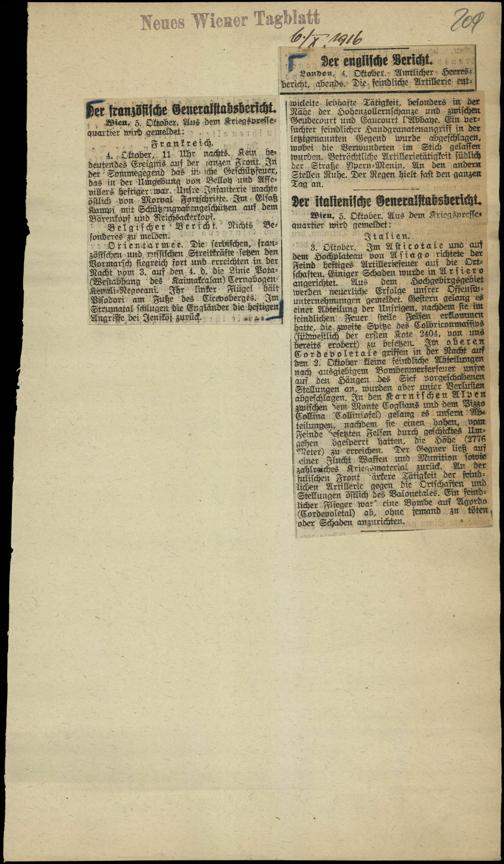 Neues Wiener Tagblatt
209
6./X. 1916
Der französische Generalstabsbericht.
Wien, 5. Oktober. Aus dem Kriegspresse-
quartier wird gemeldet:
Frankreich.
4. Oktober, 11 Uhr nachts. Kein be-
deutendes Ereignis auf der ganzen Front. In
der Sommegegend das übliche Geschützfeuer,
das in der Umgebung von Belloy und Asse-
villers heftiger war. Unsre Infanterie machte
östlich von Morval Fortschritte. Im Elsaß
Kampf mit Schützengrabengeschützen auf dem
Bärenkopf und Reichsackerkopf.
Belgischer Bericht. Nichts Be-
sonderes zu melden.
Orientarmee. Die serbischen, fran-
zösischen und russischen Streitkräfte setzen den
Vormarsch siegreich fort und erreichten in der
Nacht vom 3. auf den 4. d. die Linie
(Westabhang des Kaimakcalan) Cernabogen-
Kenali-Negocani. Ihr linker Flügel hält
Pisodori am Fuße des Im
Strumatal schlugen die Engländer die heftigen
Angriffe bei Jeniköj zurück.
Der englische Bericht.
London, 4. Oktober. Amtlicher Heeres-
bericht, abends. Die feindliche Artillerie ent-
wickelte lebhafte Tätigkeit, besonders in der
Nähe der Hohenzollernschanze und zwischen
Geudecourt und Eaucourt l'Abbaye. Ein ver-
suchter feindlicher Handgranatenangriff in der
letztgenannten Gegend wurde abgeschlagen,
wobei die Verwundeten im Stich gelassen
wurden. Beträchtliche Artillerietätigkeit südlich
der Straße Ypern-Menin. An den andern
Stellen Ruhe. Der Regen hielt fast den ganzen
Tag an.
Der italienische Generalstabsbericht.
Wien, 5. Oktober. Aus dem Kriegspresse-
quartier wird gemeldet:
Italien.
3. Oktober. Im Asticotale und auf
dem Hochplateau von Asiago richtete der
Feind heftiges Artilleriefeuer auf die Ort-
schaften. Einiger Schaden wurde in Arsiero
angerichtet. Aus dem Hochgebirgsgebiet
werden neuerliche Erfolge unsrer Offensiv-
unternehmungen gemeldet. Gestern gelang es
einer Abteilung der Unsrigen, nachdem sie im
feindlichen Feuer steile Felsen erklommen
hatte, die zweite Spitze des Colbriconmassivs
(südwestlich der ersten Kote 2404, von uns
bereits erobert) zu besetzen. Im oberen
Cordevoletale griffen in der Nacht auf
den 2. Oktober kleine feindliche Abteilungen
nach ausgiebigem Bombenwerferfeuer unsre
auf den Hängen des Sief vorgeschobenen
Stellungen an, wurden aber unter Verlusten
abgeschlagen. In den Karnischen Alpen
zwischen dem Monte Coglians und dem Pizzo
Collina (Collinkofel) gelang es unsern Ab-
teilungen, nachdem sie einen hohen, vom
Feinde besetzten Felsen durch geschicktes Um-
gehen abgesperrt hatten, die Höhe (2776
Meter) zu erreichen. Der Gegner ließ auf
einer Flucht Waffen und Munition sowie
zahlreiches Kriegsmaterial zurück. An der
julischen Front stärkere Tätigkeit der feind-
lichen Artillerie gegen die Ortschaften und
Stellungen östlich des Valonetales. Ein feind-
licher Flieger warf eine Bombe auf Agordo
(Cordevoletal) ab, ohne jemand zu töten
oder Schaden anzurichten.